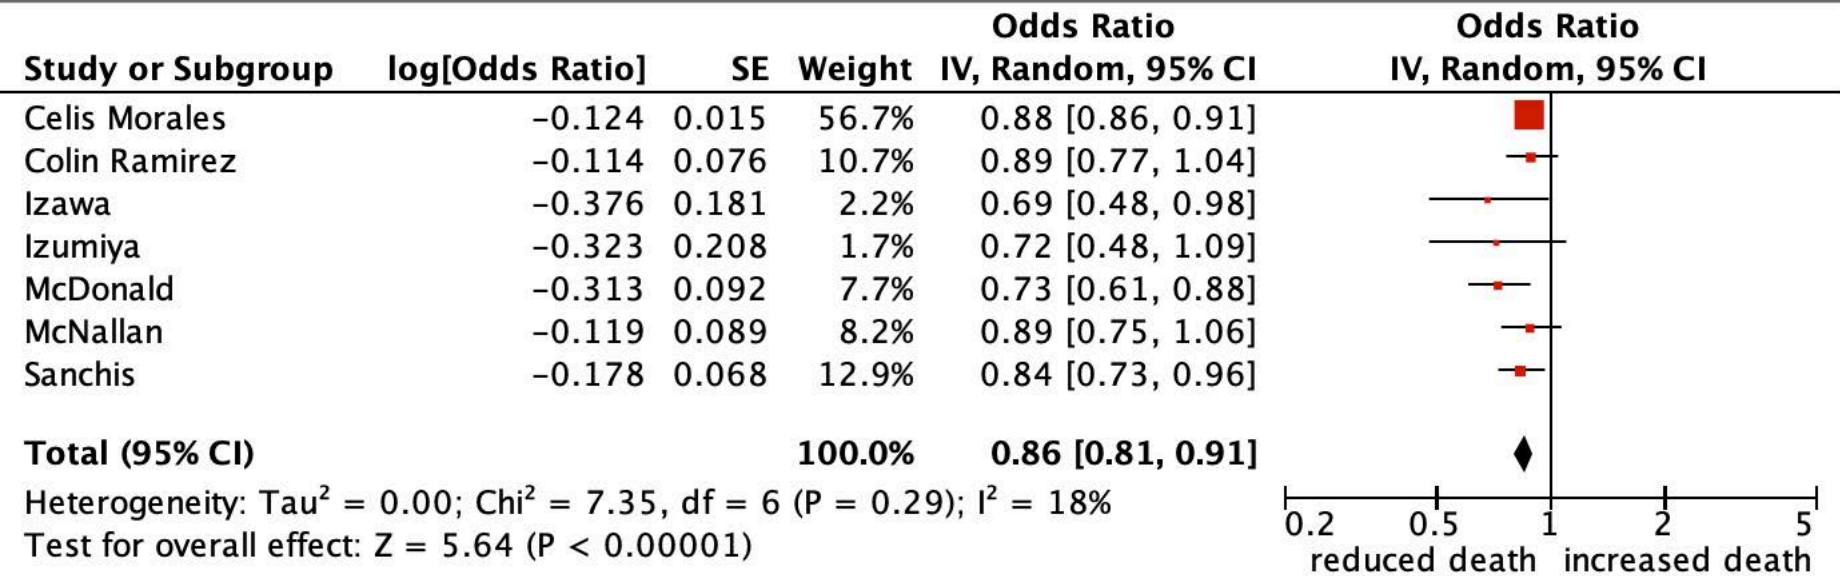 Odds Ratio Odds Ratio
Study or Subgroup log[Odds Ratio] SE Weight IV, Random, 95% CI IV, Random, 95% CI
Celis Morales −0.124 0.015 56.7% 0.88 [0.86, 0.91]
Colin Ramirez −0.114 0.076 10.7% 0.89 [0.77, 1.04]
Izawa −0.376 0.181 2.2% 0.69 [0.48, 0.98]
Izumiya −0.323 0.208 1.7% 0.72 [0.48, 1.09]
McDonald −0.313 0.092 7.7% 0.73 [0.61, 0.88]
McNallan −0.119 0.089 8.2% 0.89 [0.75, 1.06]
Sanchis −0.178 0.068 12.9% 0.84 [0.73, 0.96]
Total (95% CI) 100.0% 0.86 [0.81, 0.91]
Heterogeneity: Tau² = 0.00; Chi² = 7.35, df = 6 (P = 0.29); I² = 18%
Test for overall effect: Z = 5.64 (P < 0.00001)
0.2 0.5 1 2 5
reduced death increased death